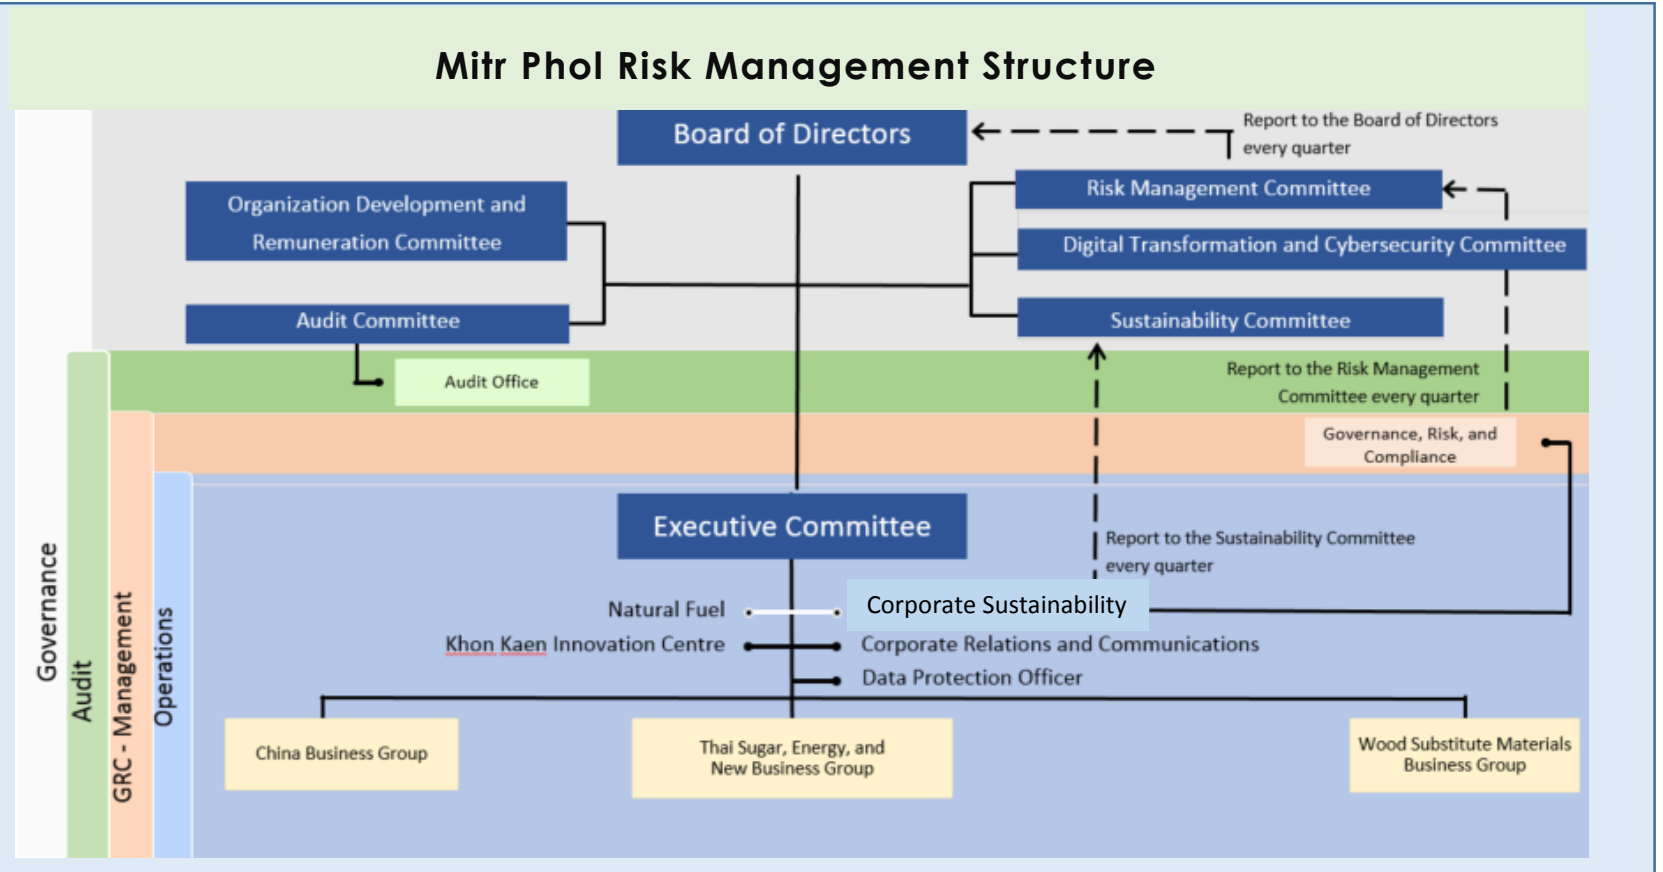 Mitr Phol Risk Management Structure
Board of Directors
Report to the Board of Directors
every quarter
Organization Development and
Remuneration Committee
Risk Management Committee
Digital Transformation and Cybersecurity Committee
Audit Committee
Sustainability Committee
Audit Office
Report to the Risk Management
Committee every quarter
Governance, Risk, and
Compliance
Executive Committee
Report to the Sustainability Committee
every quarter
Natural Fuel
Corporate Sustainability
Khon Kaen Innovation Centre
Corporate Relations and Communications
Data Protection Officer
China Business Group
Thai Sugar, Energy, and
New Business Group
Wood Substitute Materials
Business Group
Governance
Audit
GRC - Management
Operations